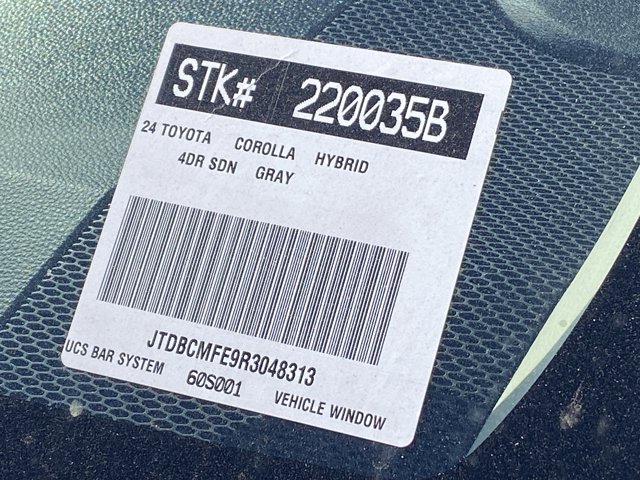 STK# 220035B
24 TOYOTA COROLLA HYBRID
4DR SDN GRAY
JTDBCMFE9R3048313
UCS BAR SYSTEM 60S001 VEHICLE WINDOW